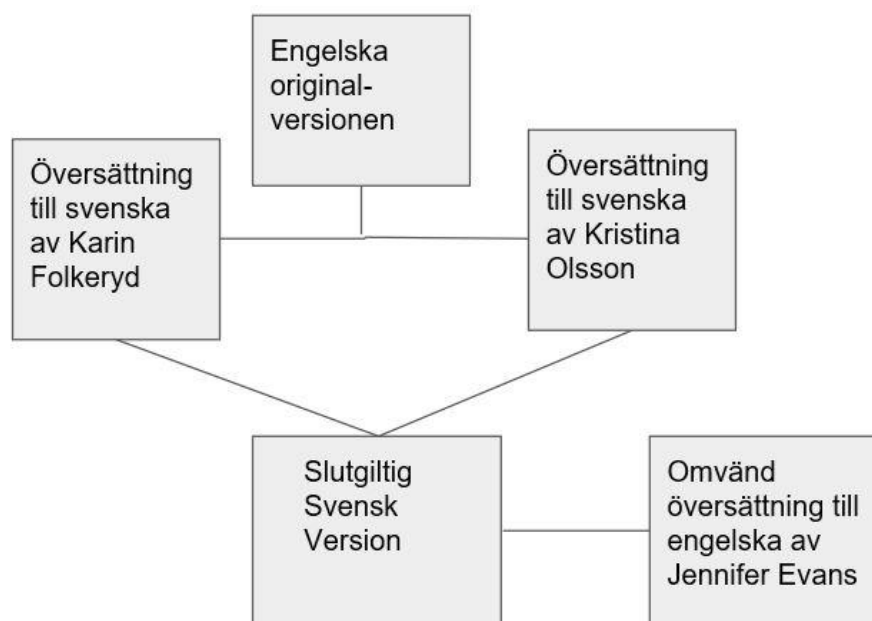 Engelska
original-
versionen
Översättning
till svenska
av Karin
Folkeryd
Översättning
till svenska
av Kristina
Olsson
Slutgiltig
Svensk
Version
Omvänd
översättning till
engelska av
Jennifer Evans